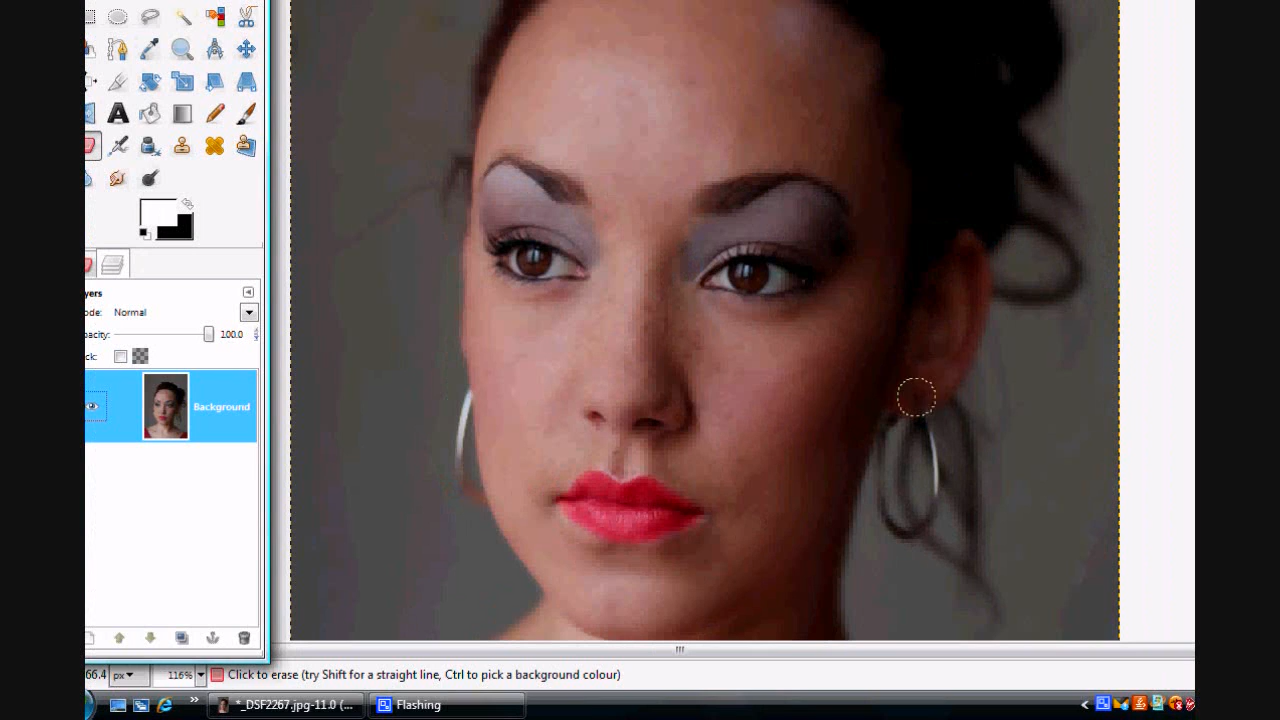 yers
ode: Normal
pacity: 100.0
ck:
Background
66.4 px 116% Click to erase (try Shift for a straight line, Ctrl to pick a background colour)
*_DSF2267.jpg-11.0 (... Flashing